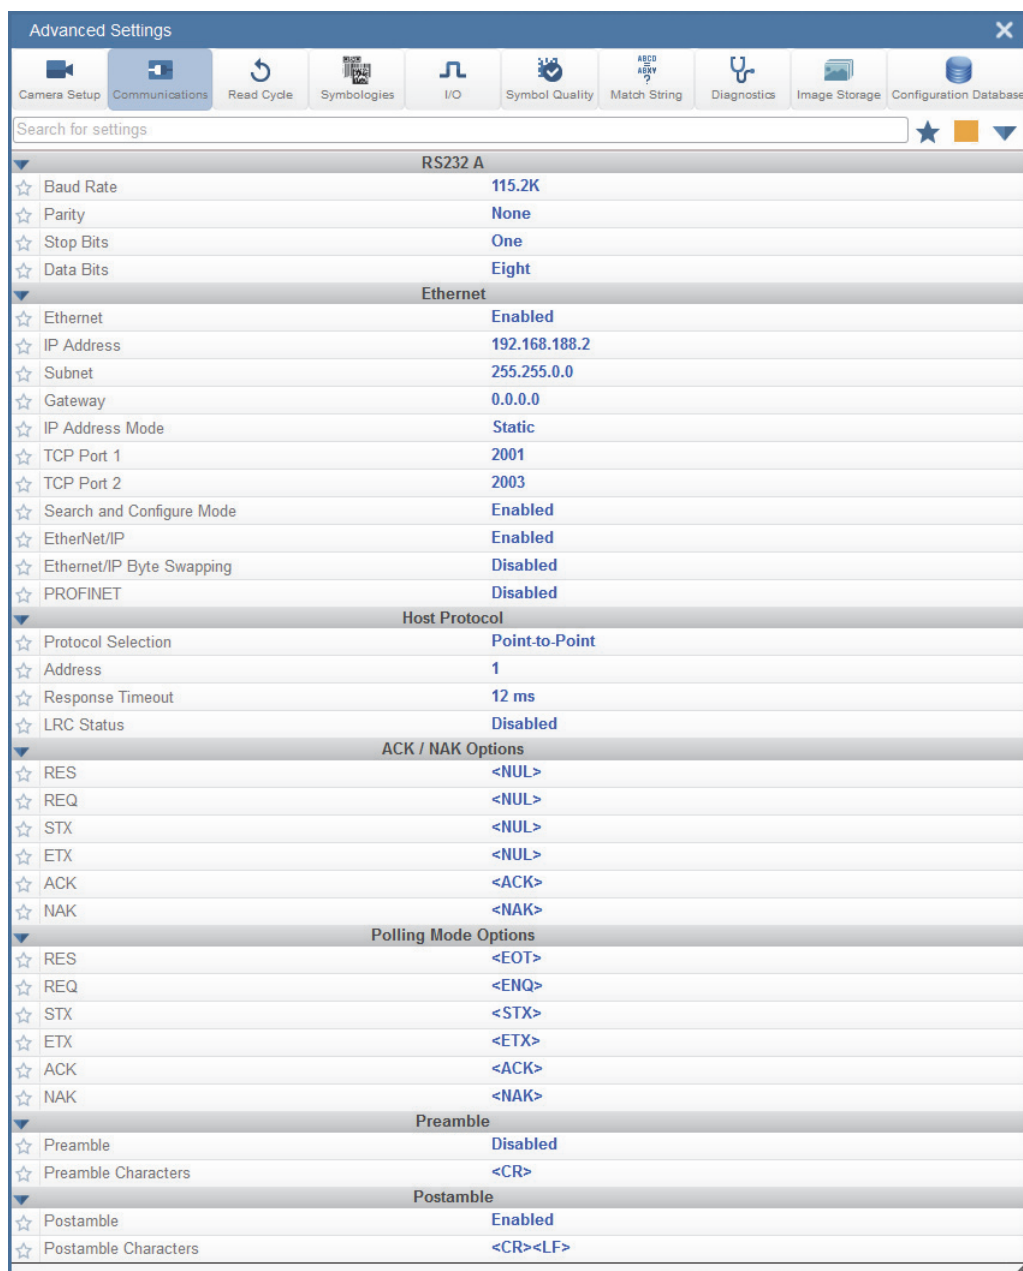 Advanced Settings
Camera Setup Communications Read Cycle Symbologies I/O Symbol Quality ABCD ABXY ? Match String Diagnostics Image Storage Configuration Database
Search for settings
RS232 A
Baud Rate 115.2K
Parity None
Stop Bits One
Data Bits Eight
Ethernet
Ethernet Enabled
IP Address 192.168.188.2
Subnet 255.255.0.0
Gateway 0.0.0.0
IP Address Mode Static
TCP Port 1 2001
TCP Port 2 2003
Search and Configure Mode Enabled
EtherNet/IP Enabled
Ethernet/IP Byte Swapping Disabled
PROFINET Disabled
Host Protocol
Protocol Selection Point-to-Point
Address 1
Response Timeout 12 ms
LRC Status Disabled
ACK / NAK Options
RES <NUL>
REQ <NUL>
STX <NUL>
ETX <NUL>
ACK <ACK>
NAK <NAK>
Polling Mode Options
RES <EOT>
REQ <ENQ>
STX <STX>
ETX <ETX>
ACK <ACK>
NAK <NAK>
Preamble
Preamble Disabled
Preamble Characters <CR>
Postamble
Postamble Enabled
Postamble Characters <CR><LF>